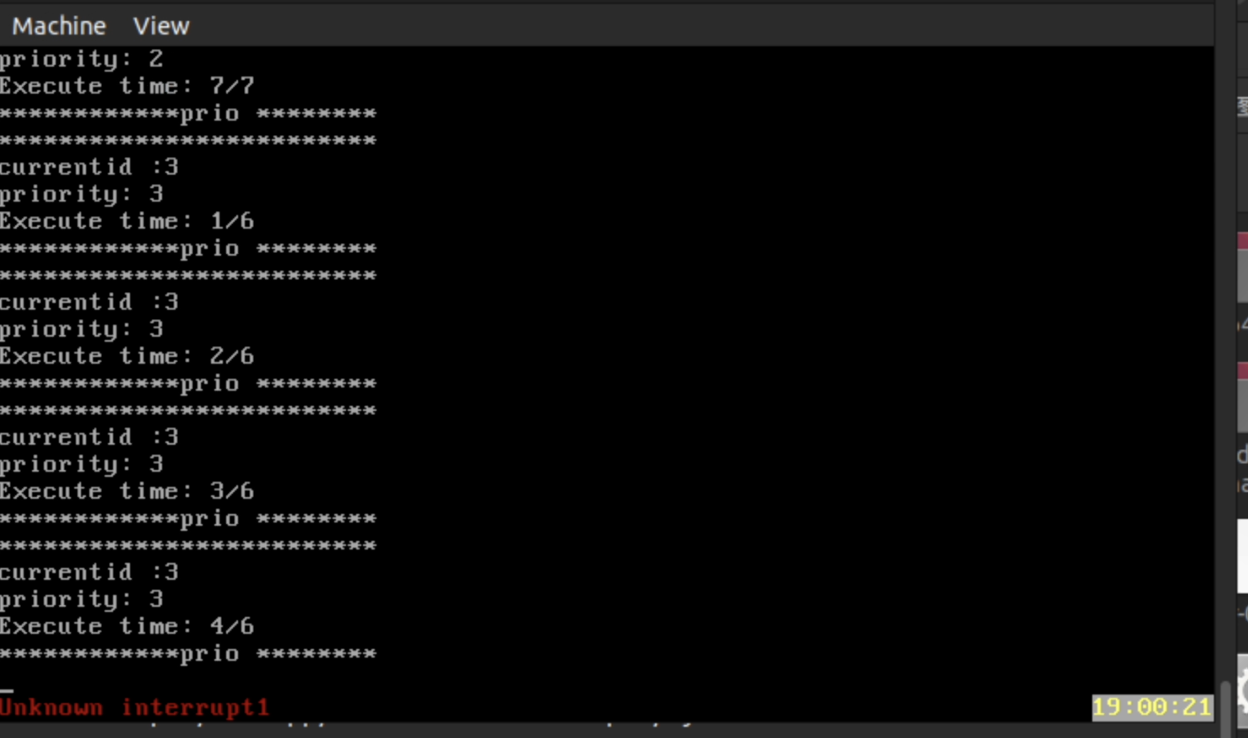 Machine View
priority: 2
Execute time: 7/7
************prio ********
*************************
currentid :3
priority: 3
Execute time: 1/6
************prio ********
*************************
currentid :3
priority: 3
Execute time: 2/6
************prio ********
*************************
currentid :3
priority: 3
Execute time: 3/6
************prio ********
*************************
currentid :3
priority: 3
Execute time: 4/6
************prio ********
_
Unknown interrupt1 19:00:21